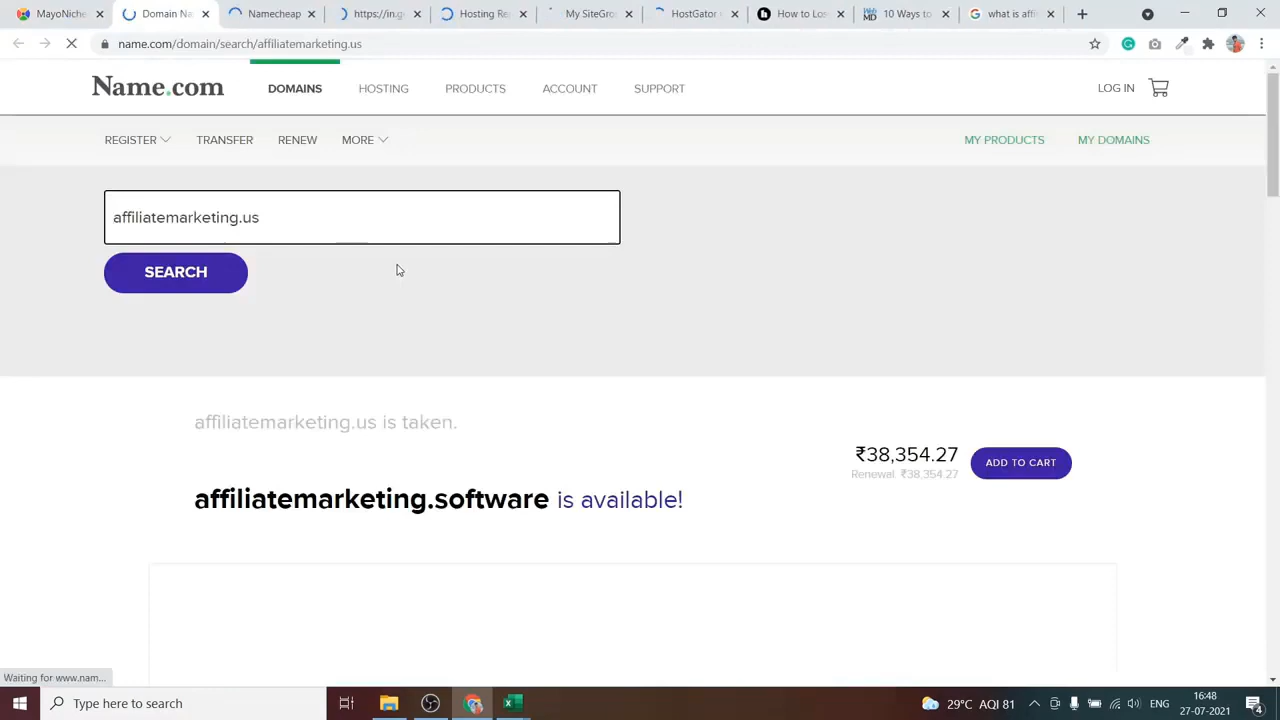 MayoNiche
Domain Na
Namecheap
https://in.g
Hosting Re
My SiteGro
HostGator
How to Los
10 Ways to
what is affi
name.com/domain/search/affiliatemarketing.us
Name.com
DOMAINS
HOSTING
PRODUCTS
ACCOUNT
SUPPORT
LOG IN
REGISTER
TRANSFER
RENEW
MORE
MY PRODUCTS
MY DOMAINS
affiliatemarketing.us
SEARCH
affiliatemarketing.us is taken.
₹38,354.27
ADD TO CART
Renewal: ₹38,354.27
affiliatemarketing.software is available!
Waiting for www.nam...
Type here to search
29°C AQI 81
ENG
16:48
27-07-2021
4